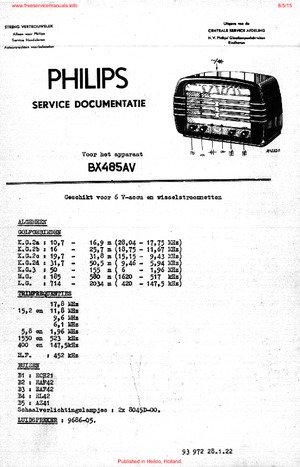 www.freeservicemanuals.info
8/5/15
STRENG VERTROUWELIJK
Alleen voor Philips
Service Handelaren
Auteursrechten voorbehouden
Uitgave van de
CENTRALE SERVICE AFDELING
N.V. Philips' Gloeilampenfabrieken
Eindhoven
PHILIPS
SERVICE DOCUMENTATIE
Voor het apparaat
BX485AV
Geschikt voor 6 V-accu en wisselstroomnetten
ALGEMEEN
GOLFGEBIEDEN
K.G.2a : 10,7 - 16,9 m (28,04 - 17,75 MHz)
K.G.2b : 16 - 25,7 m (18,75 - 11,67 MHz)
K.G.2c : 19,7 - 31,8 m (15,15 - 9,43 MHz)
K.G.2d : 31,7 - 50,5 m ( 9,46 - 5,94 MHz)
K.G.3 : 50 - 155 m ( 6 - 1,96 MHz)
M.G. : 185 - 580 m (1620 - 517 kHz)
L.G. : 714 - 2034 m ( 420 - 147,5 kHz)
TRIMFREQUENTIES
17,8 MHz
15,2 en 11,8 MHz
9,6 MHz
6,1 MHz
5,8 en 1,96 MHz
1550 en 523 kHz
400 en 147,5kHz
M.F. : 452 kHz
BUIZEN
B1 : ECH21
B2 : EAF42
B3 : EAF42
B4 : EL42
B5 : AZ41
Schaalverlichtingslampjes : 2x 8045D-00.
LUIDSPREKER : 9686-05.
93 972 28.1.22
Published in Heiloo, Holland.